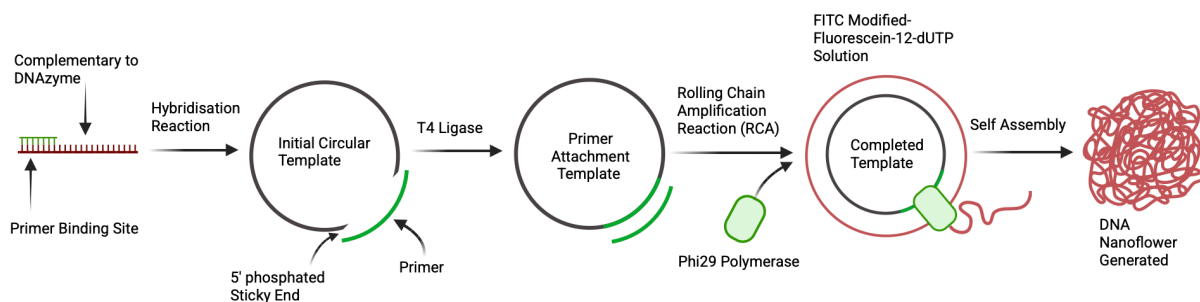 Complementary to
DNAzyme
Primer Binding Site
Hybridisation
Reaction
Initial Circular
Template
5' phosphated
Sticky End
Primer
T4 Ligase
Primer
Attachment
Template
Rolling Chain
Amplification
Reaction (RCA)
Phi29 Polymerase
FITC Modified-
Fluorescein-12-dUTP
Solution
Completed
Template
Self Assembly
DNA
Nanoflower
Generated